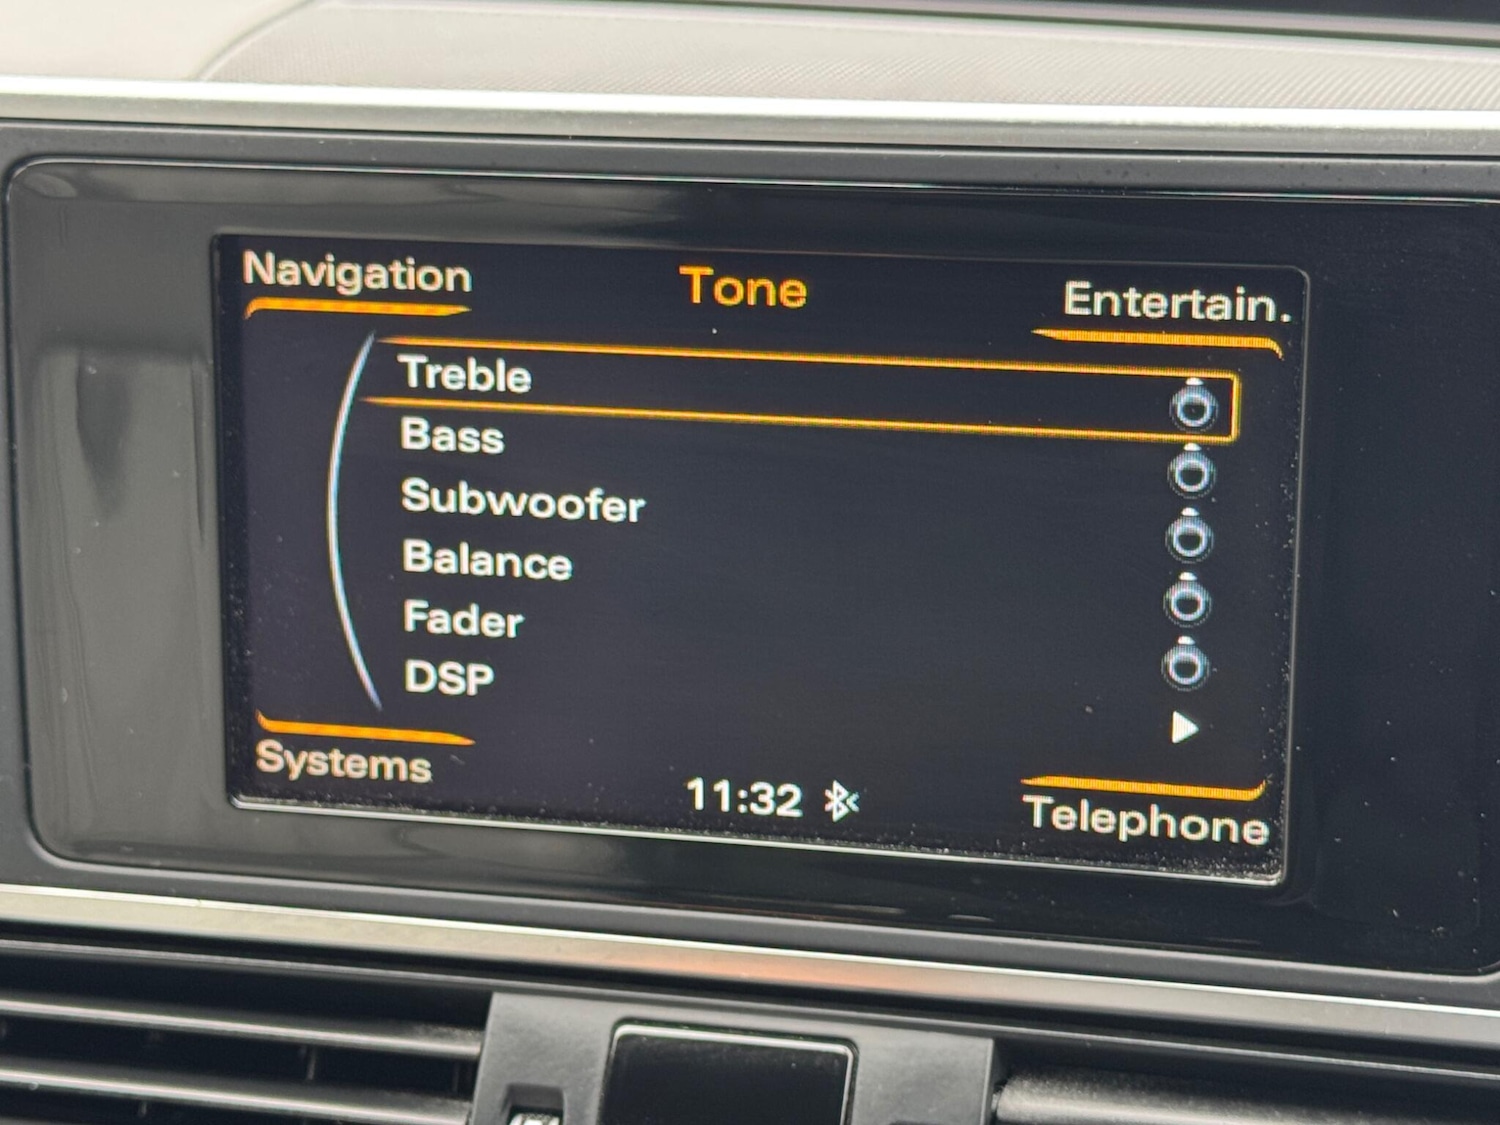 Navigation
Tone
Entertain.
Treble
Bass
Subwoofer
Balance
Fader
DSP
Systems
11:32
Telephone